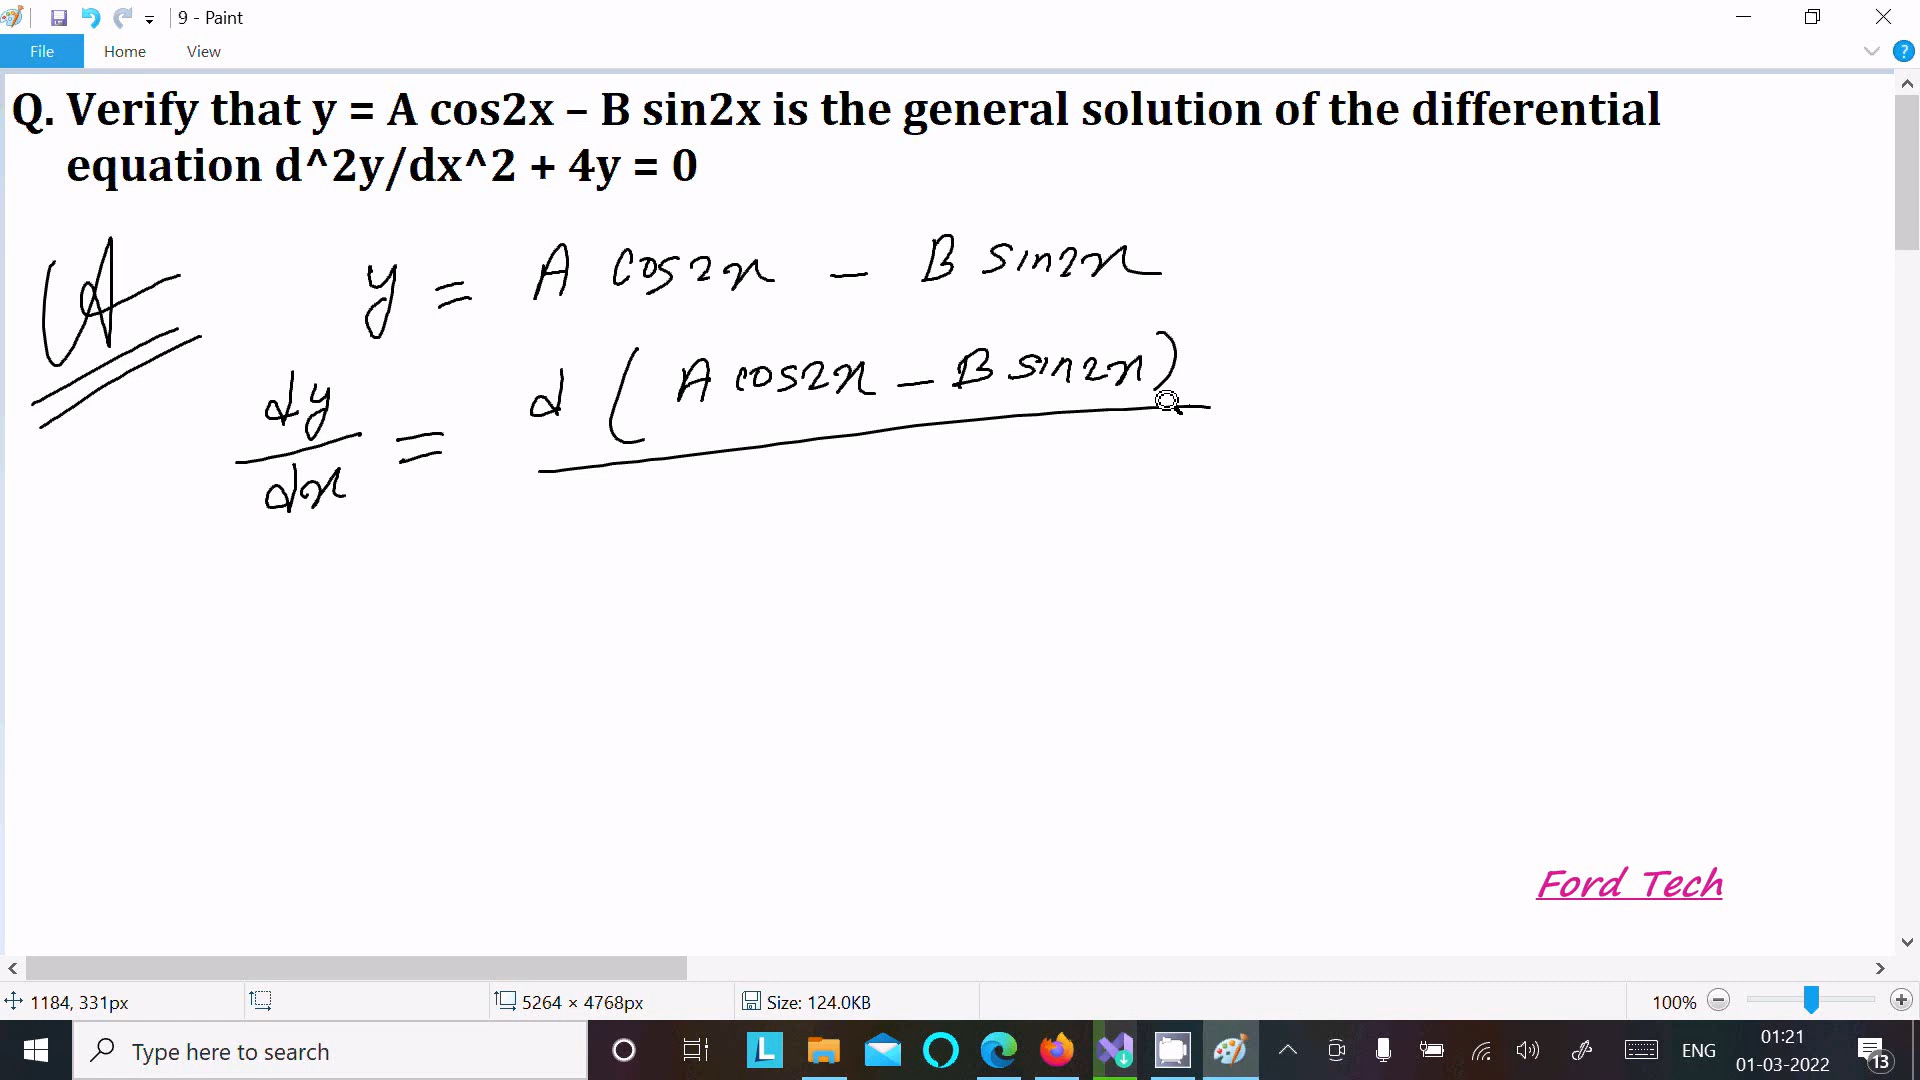 9 - Paint
File Home View
Q. Verify that y = A cos2x – B sin2x is the general solution of the differential
equation d^2y/dx^2 + 4y = 0
A
y = A cos2x - B sin2x
dy/dx = d (A cos2x - B sin2x)
Ford Tech
1184, 331px 5264 × 4768px Size: 124.0KB 100%
Type here to search
L
ENG
01:21
01-03-2022
13